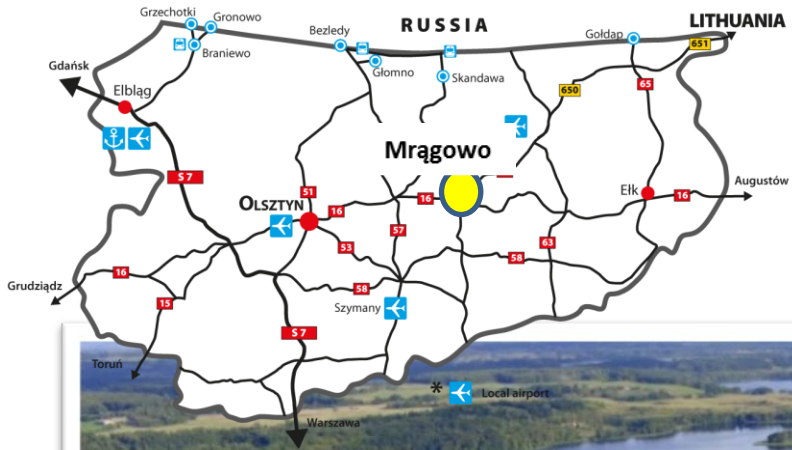 Grzechotki
Gronowo
Braniewo
Bezledy
Głomno
RUSSIA
Skandawa
Gołdap
LITHUANIA
651
650
65
Gdańsk
Elbląg
S 7
Mrągowo
OLSZTYN
51
16
16
57
53
Ełk
16
Augustów
63
58
58
16
Grudziądz
15
Szymany
S 7
Toruń
Warszawa
* Local airport